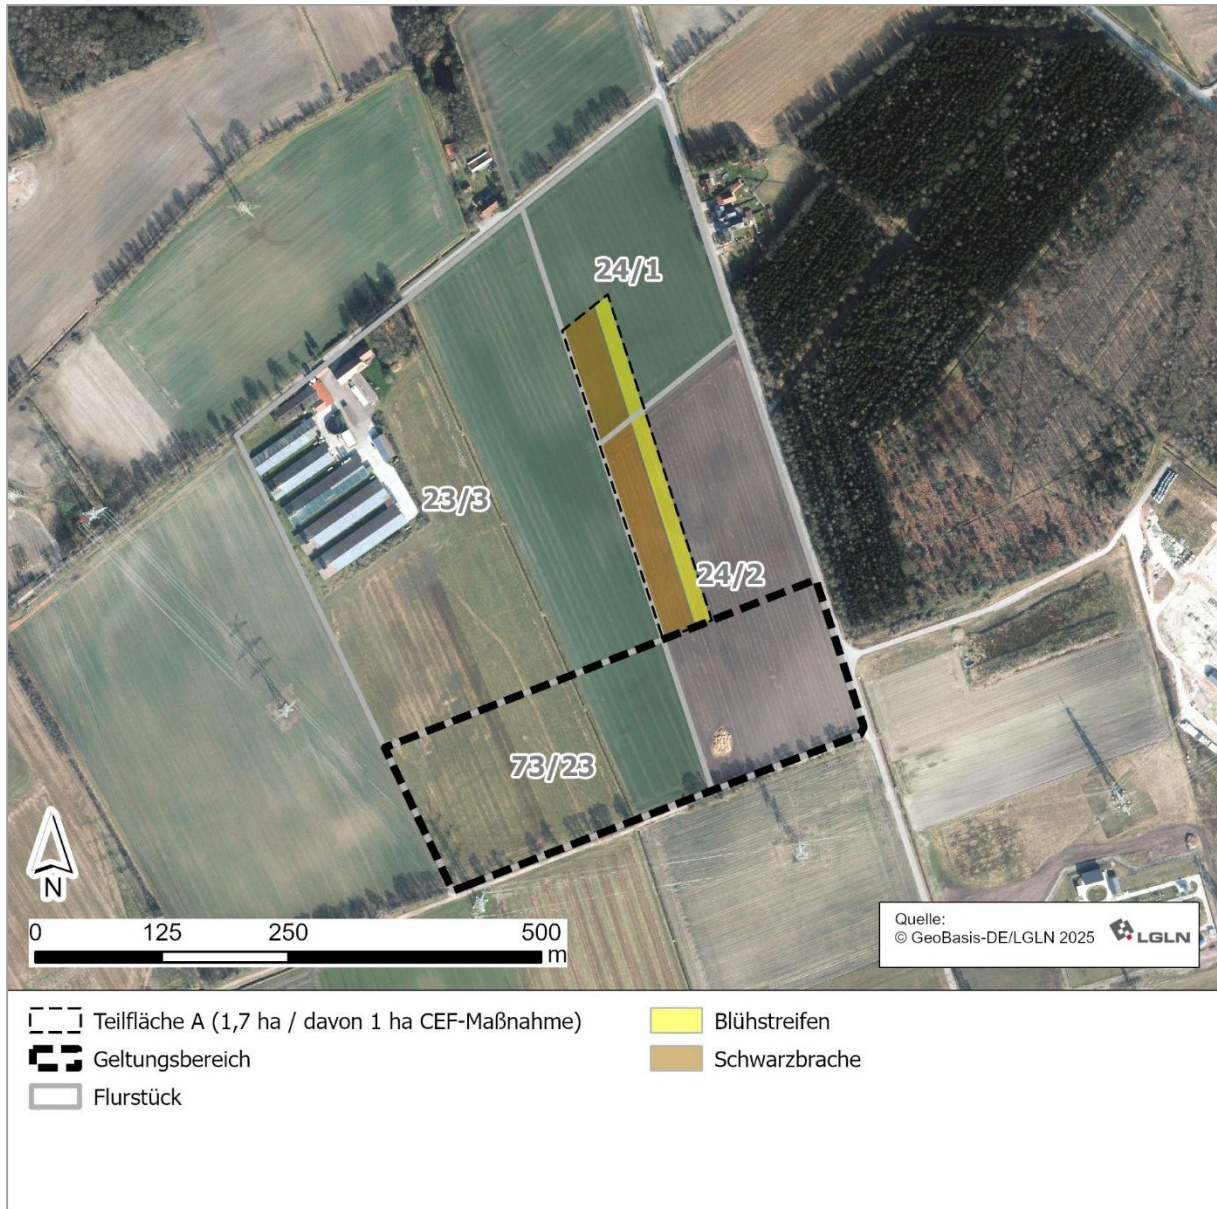 24/1
23/3
24/2
73/23
N
0 125 250 500
m
Quelle:
© GeoBasis-DE/LGLN 2025
LGLN
Teilfläche A (1,7 ha / davon 1 ha CEF-Maßnahme)
Geltungsbereich
Flurstück
Blühstreifen
Schwarzbrache